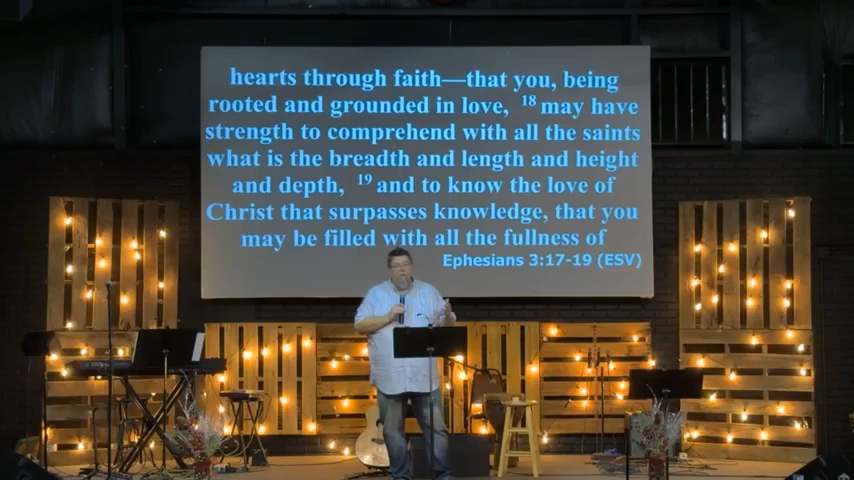 hearts through faith—that you, being
rooted and grounded in love, 18 may have
strength to comprehend with all the saints
what is the breadth and length and height
and depth, 19 and to know the love of
Christ that surpasses knowledge, that you
may be filled with all the fullness of
Ephesians 3:17-19 (ESV)